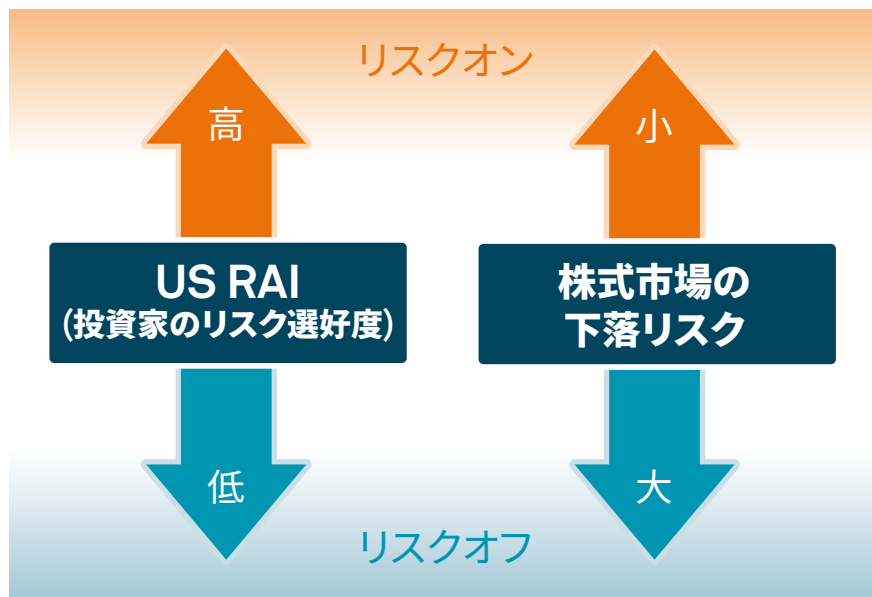 リスクオン
高
小
US RAI
(投資家のリスク選好度)
株式市場の
下落リスク
低
大
リスクオフ